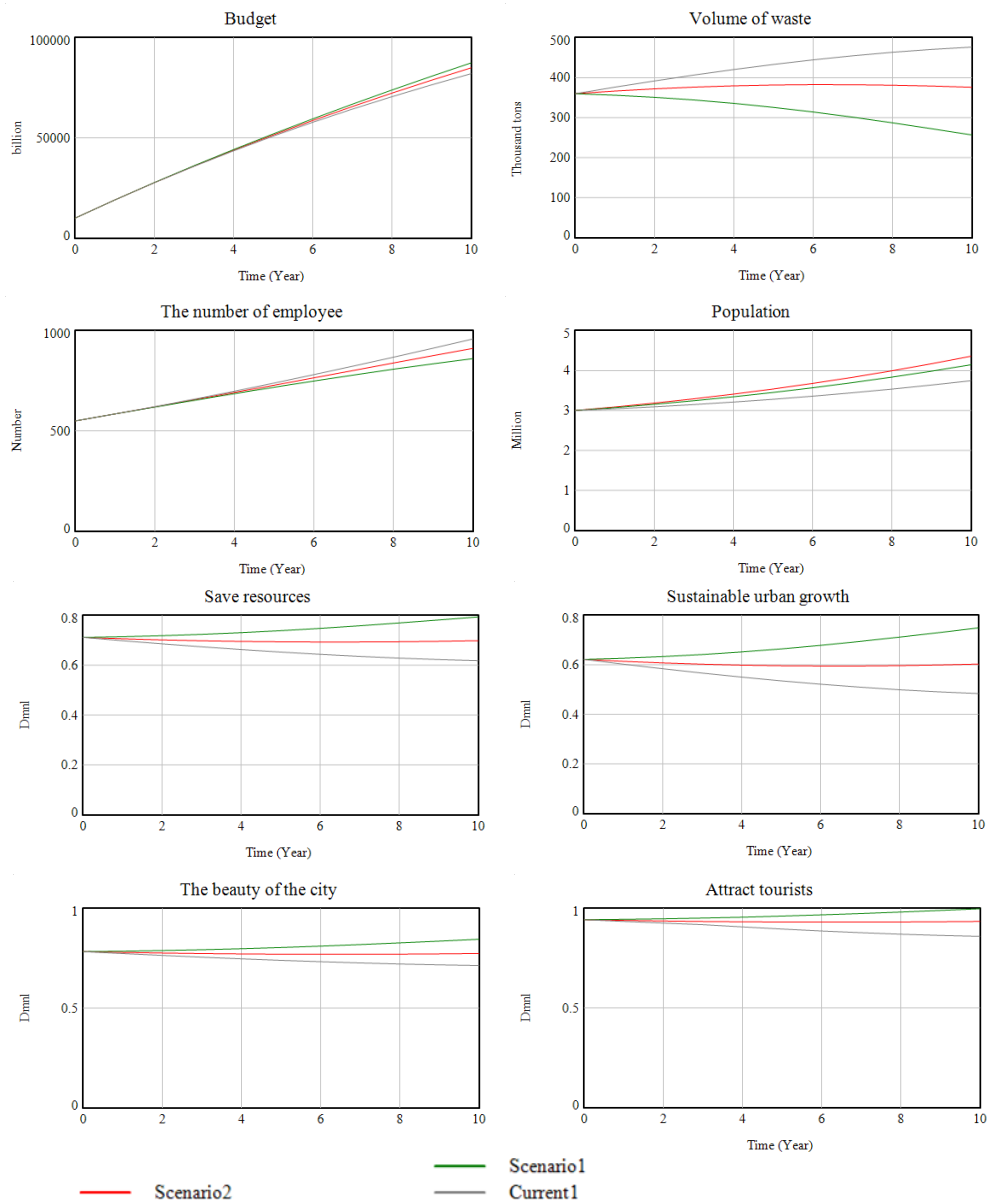 Budget
100000
50000
0
billion
0 2 4 6 8 10
Time (Year)
Volume of waste
500
400
300
200
100
0
Thousand tons
0 2 4 6 8 10
Time (Year)
The number of employee
1000
500
0
Number
0 2 4 6 8 10
Time (Year)
Population
5
4
3
2
1
0
Million
0 2 4 6 8 10
Time (Year)
Save resources
0.8
0.6
0.4
0.2
0
Dmnl
0 2 4 6 8 10
Time (Year)
Sustainable urban growth
0.8
0.6
0.4
0.2
0
Dmnl
0 2 4 6 8 10
Time (Year)
The beauty of the city
1
0.5
0
Dmnl
0 2 4 6 8 10
Attract tourists
1
0.5
0
Dmnl
0 2 4 6 8 10
Time (Year)
Scenario1
Scenario2
Current1